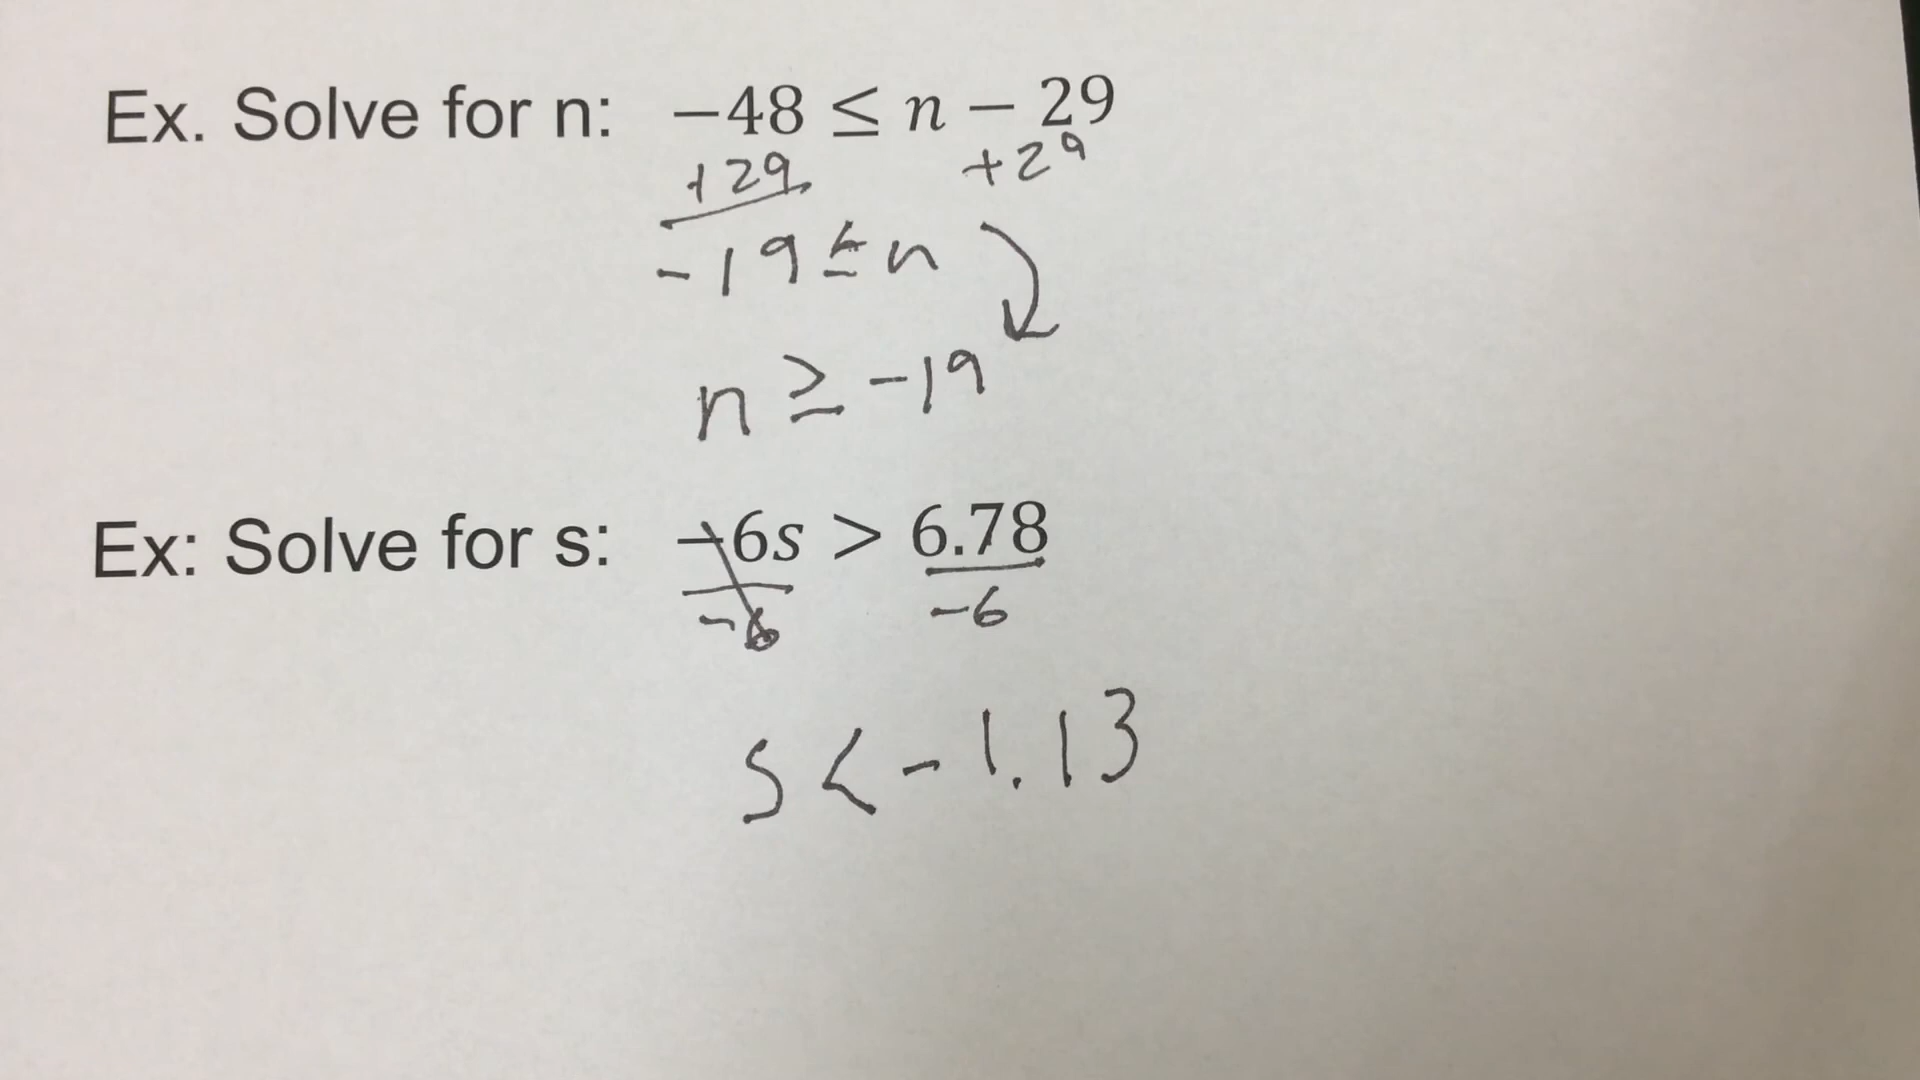 Ex. Solve for n: −48 ≤ n − 29
+29 +29
-19 ≤ n
n ≥ -19
Ex: Solve for s: −6s > 6.78
-6 -6
s < -1.13